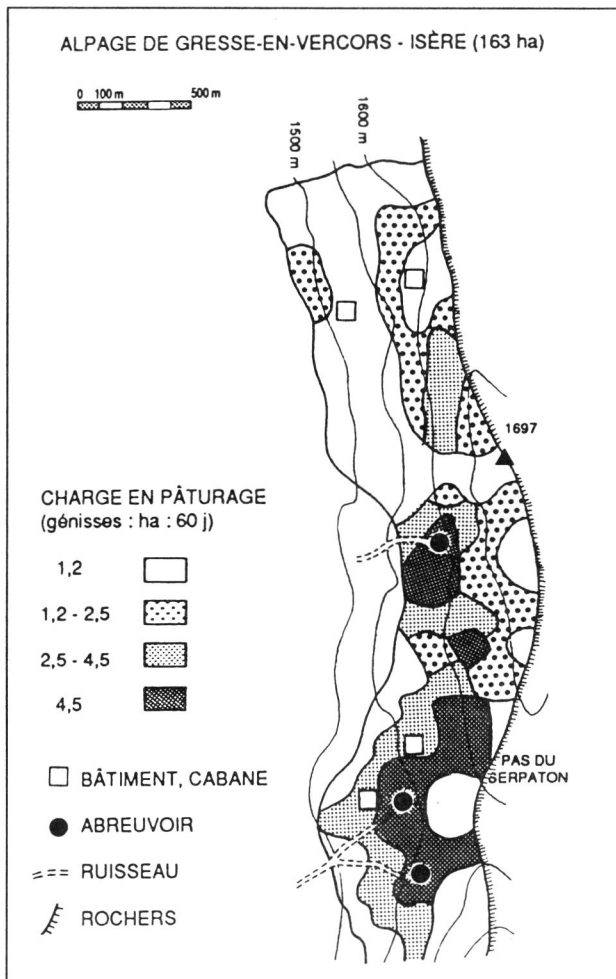 ALPAGE DE GRESSE-EN-VERCORS - ISÈRE (163 ha)
0 100 m 500 m
1500 m
1600 m
1697
CHARGE EN PÂTURAGE
(génisses : ha : 60 j)
1,2
1,2 - 2,5
2,5 - 4,5
4,5
PAS DU
SERPATON
BÂTIMENT, CABANE
ABREUVOIR
RUISSEAU
ROCHERS